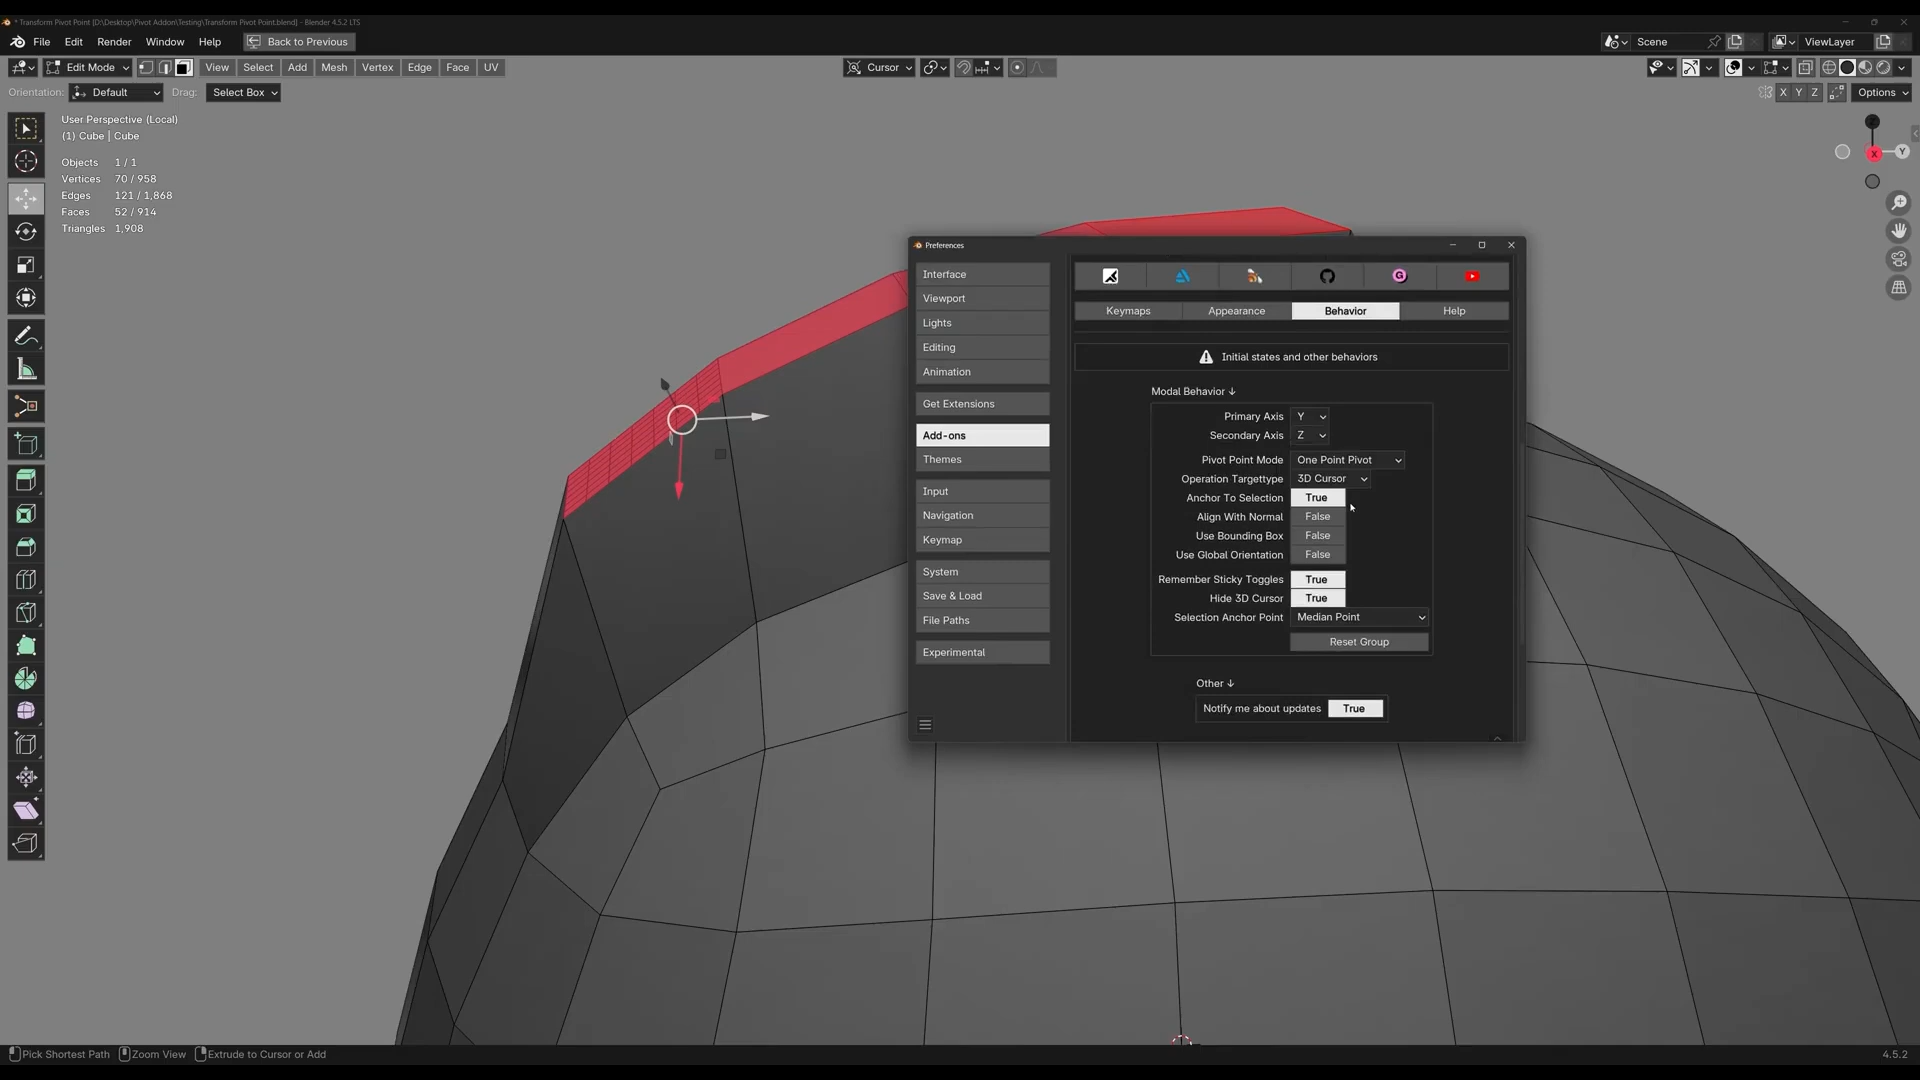 * Transform Pivot Point [D:\Desktop\Pivot Addon\Testing\Transform Pivot Point.blend] - Blender 4.5.2 LTS
File Edit Render Window Help Back to Previous Scene ViewLayer
Edit Mode View Select Add Mesh Vertex Edge Face UV Cursor
Orientation: Default Drag: Select Box X Y Z Options
User Perspective (Local)
(1) Cube | Cube
Objects 1 / 1
Vertices 70 / 958
Edges 121 / 1,868
Faces 52 / 914
Triangles 1,908
Z
X
Y
Preferences
Interface
Viewport
Lights
Editing
Animation
Get Extensions
Add-ons
Themes
Input
Navigation
Keymap
System
Save & Load
File Paths
Experimental
Keymaps Appearance Behavior Help
Initial states and other behaviors
Modal Behavior ↓
Primary Axis Y
Secondary Axis Z
Pivot Point Mode One Point Pivot
Operation Targettype 3D Cursor
Anchor To Selection True
Align With Normal False
Use Bounding Box False
Use Global Orientation False
Remember Sticky Toggles True
Hide 3D Cursor True
Selection Anchor Point Median Point
Reset Group
Other ↓
Notify me about updates True
Pick Shortest Path Zoom View Extrude to Cursor or Add 4.5.2